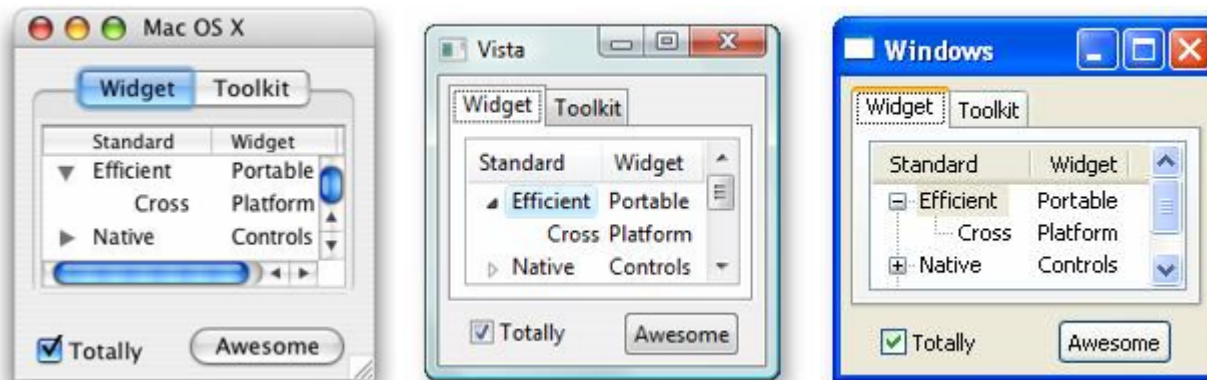 Mac OS X
Widget Toolkit
Standard Widget
Efficient Portable
Cross Platform
Native Controls
Totally Awesome
Vista
Widget Toolkit
Standard Widget
Efficient Portable
Cross Platform
Native Controls
Totally Awesome
Windows
Widget Toolkit
Standard Widget
Efficient Portable
Cross Platform
Native Controls
Totally Awesome